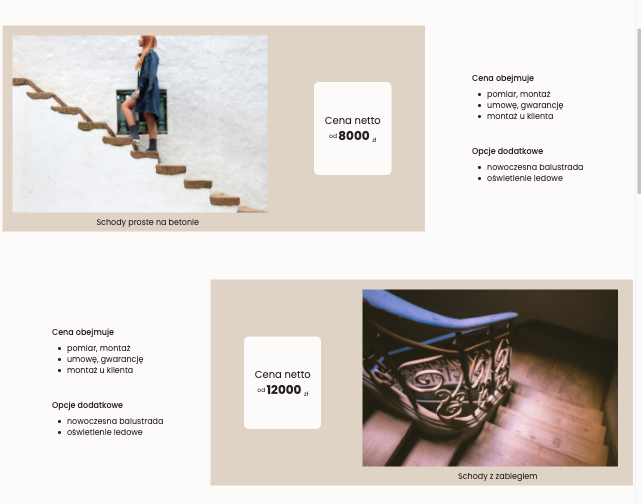 Cena netto
od 8000 zł
Schody proste na betonie
Cena obejmuje
pomiar, montaż
umowę, gwarancję
montaż u klienta
Opcje dodatkowe
nowoczesna balustrada
oświetlenie ledowe
Cena obejmuje
pomiar, montaż
umowę, gwarancję
montaż u klienta
Opcje dodatkowe
nowoczesna balustrada
oświetlenie ledowe
Cena netto
od 12000 zł
Schody z zabiegiem